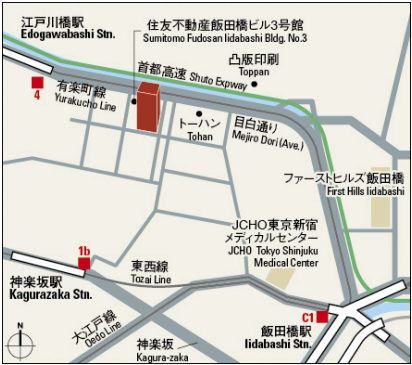 江戸川橋駅
Edogawabashi Stn.
住友不動産飯田橋ビル3号館
Sumitomo Fudosan Iidabashi Bldg. No.3
首都高速 Shuto Expway
凸版印刷
Toppan
4
有楽町線
Yurakucho Line
トーハン
Tohan
目白通り
Mejiro Dori (Ave.)
ファーストヒルズ飯田橋
First Hills Iidabashi
JCHO東京新宿
メディカルセンター
JCHO Tokyo Shinjuku
Medical Center
1b
東西線
Tozai Line
神楽坂駅
Kagurazaka Stn.
大江戸線
Oedo Line
C1
飯田橋駅
Iidabashi Stn.
神楽坂
Kagura-zaka
N